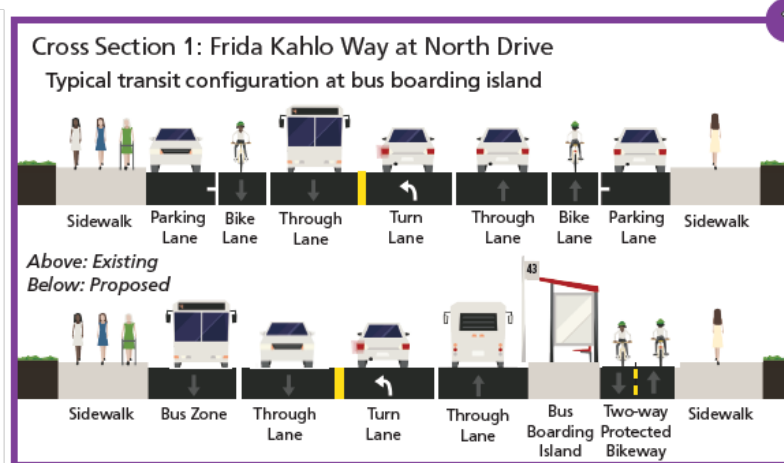 Cross Section 1: Frida Kahlo Way at North Drive
Typical transit configuration at bus boarding island
Sidewalk
Parking
Lane
Bike
Lane
Through
Lane
Turn
Lane
Through
Lane
Bike
Lane
Parking
Lane
Sidewalk
Above: Existing
Below: Proposed
43
Sidewalk
Bus Zone
Through
Lane
Turn
Lane
Through
Lane
Bus
Boarding
Island
Two-way
Protected
Bikeway
Sidewalk